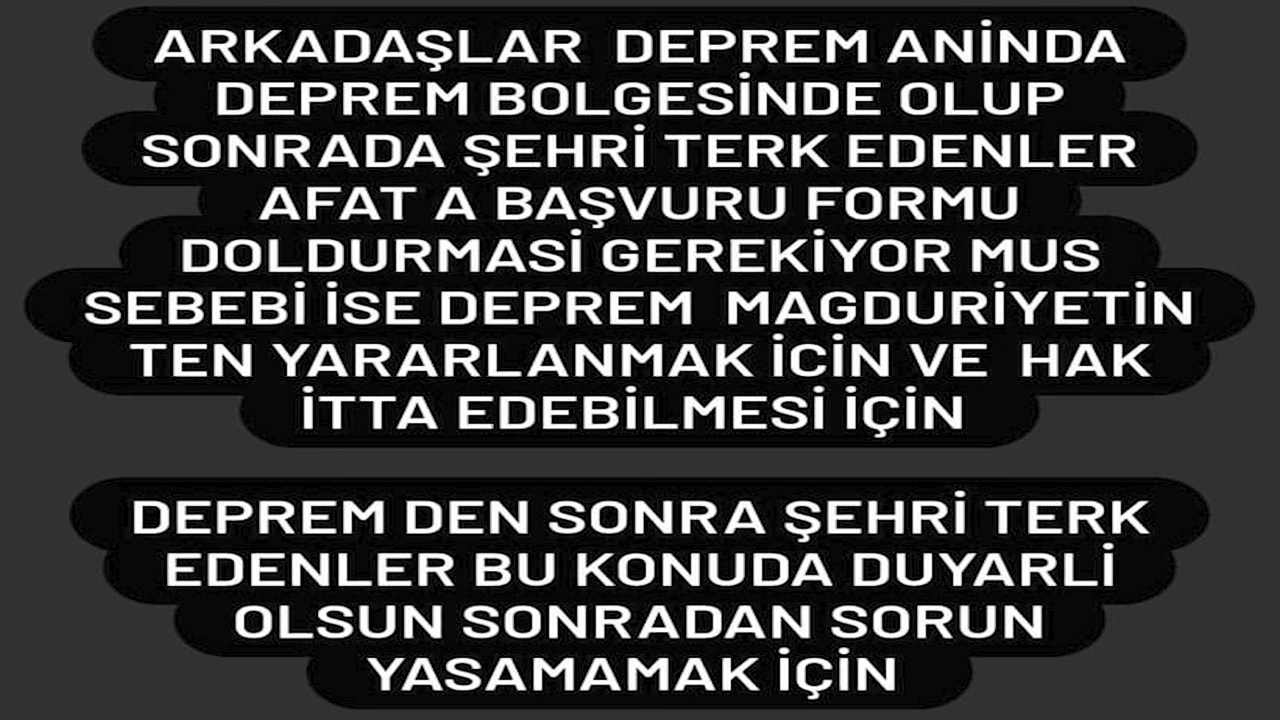 ARKADAŞLAR DEPREM ANİNDA
DEPREM BOLGESİNDE OLUP
SONRADA ŞEHRİ TERK EDENLER
AFAT A BAŞVURU FORMU
DOLDURMASİ GEREKİYOR MUS
SEBEBİ İSE DEPREM MAGDURİYETİN
TEN YARARLANMAK İCİN VE HAK
İTTA EDEBİLMESİ İÇİN
DEPREM DEN SONRA ŞEHRİ TERK
EDENLER BU KONUDA DUYARLİ
OLSUN SONRADAN SORUN
YASAMAMAK İÇİN